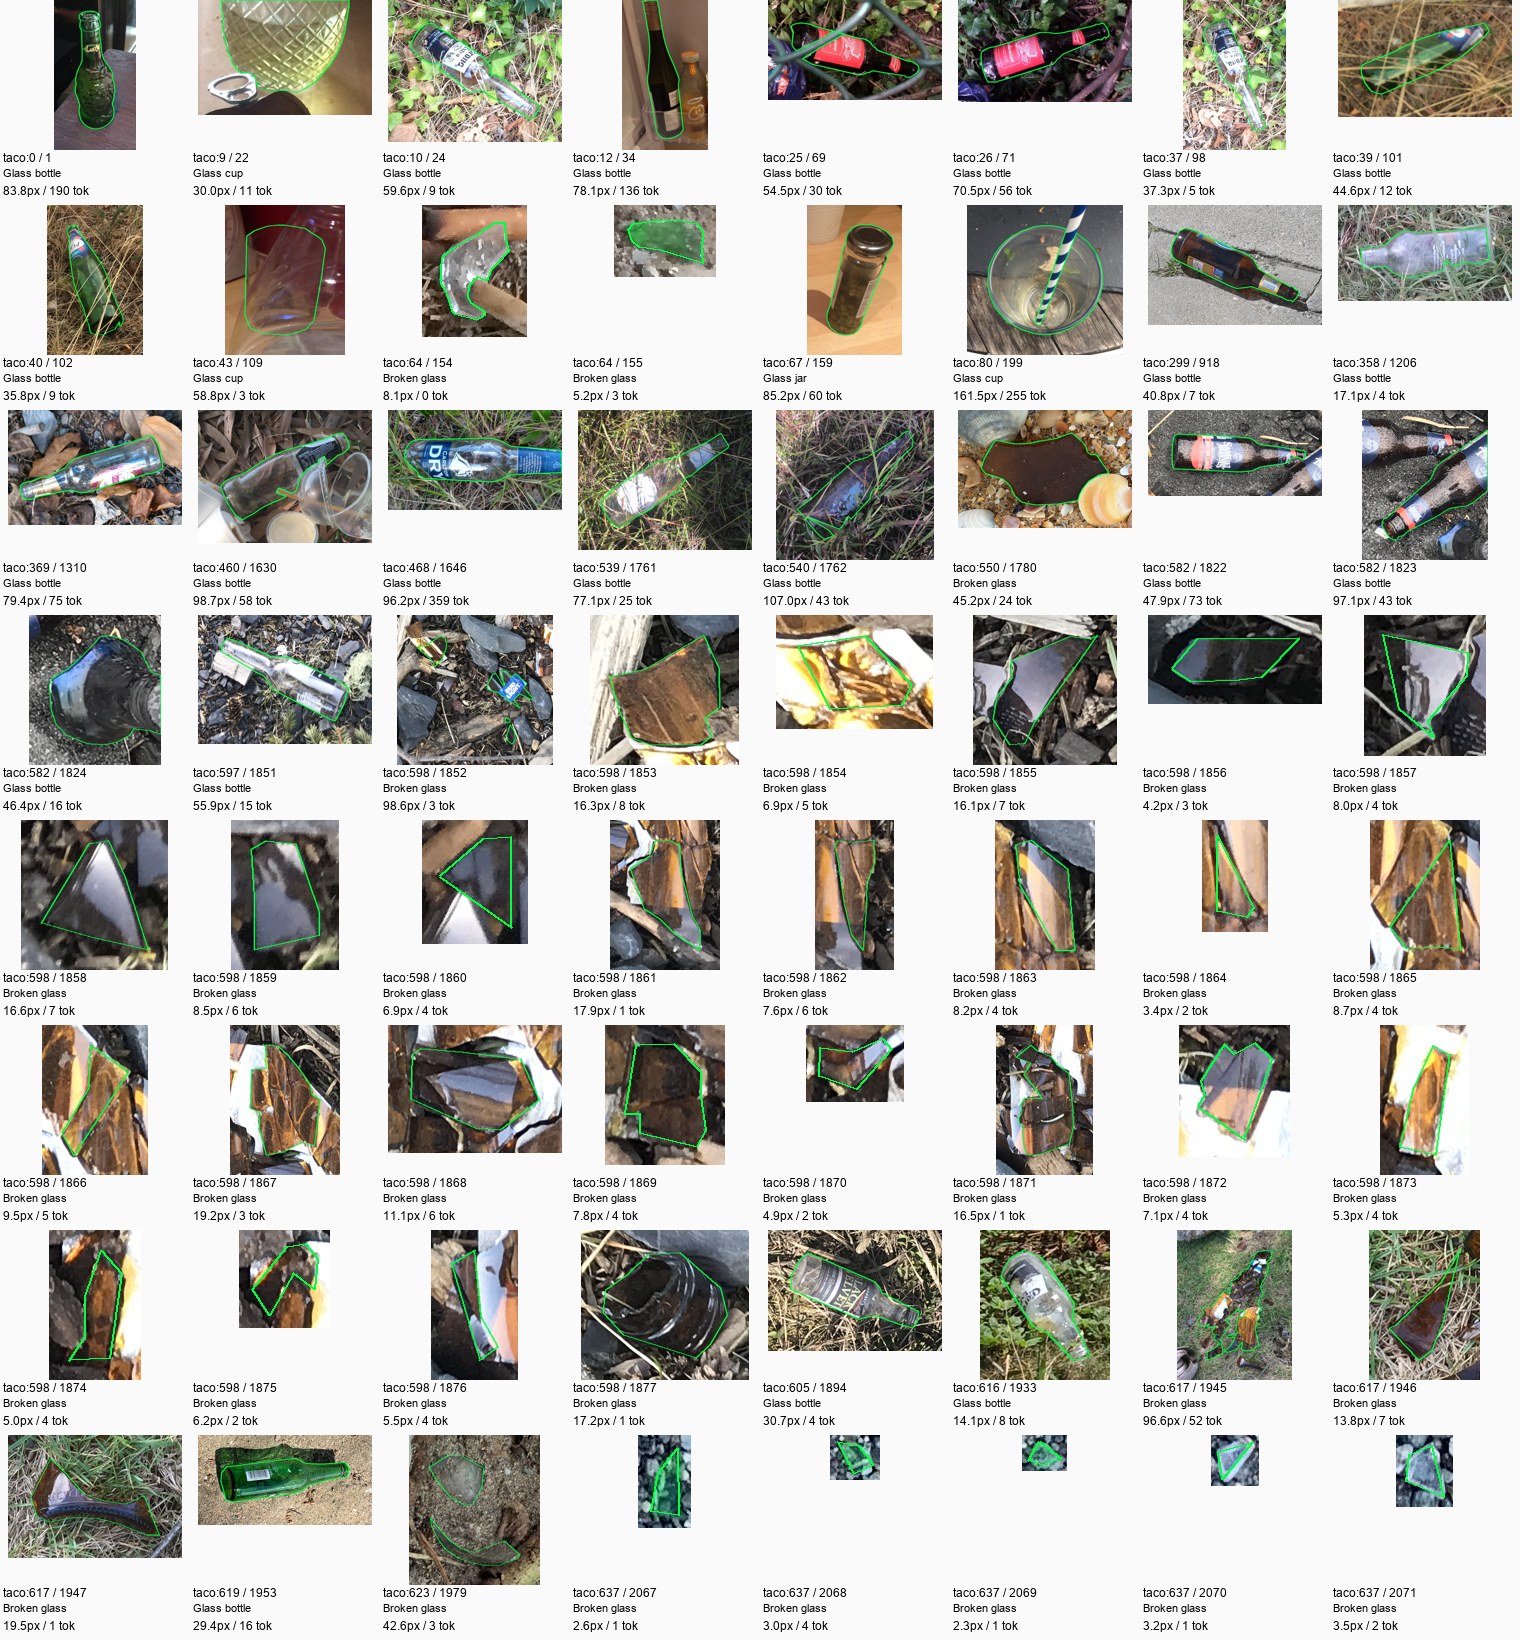 taco:0 / 1
Glass bottle
83.8px / 190 tok
taco:9 / 22
Glass cup
30.0px / 11 tok
taco:10 / 24
Glass bottle
59.6px / 9 tok
taco:12 / 34
Glass bottle
78.1px / 136 tok
taco:25 / 69
Glass bottle
54.5px / 30 tok
taco:26 / 71
Glass bottle
70.5px / 56 tok
taco:37 / 98
Glass bottle
37.3px / 5 tok
taco:39 / 101
Glass bottle
44.6px / 12 tok
taco:40 / 102
Glass bottle
35.8px / 9 tok
taco:43 / 109
Glass cup
58.8px / 3 tok
taco:64 / 154
Broken glass
8.1px / 0 tok
taco:64 / 155
Broken glass
5.2px / 3 tok
taco:67 / 159
Glass jar
85.2px / 60 tok
taco:80 / 199
Glass cup
161.5px / 255 tok
taco:299 / 918
Glass bottle
40.8px / 7 tok
taco:358 / 1206
Glass bottle
17.1px / 4 tok
DRY
taco:369 / 1310
Glass bottle
79.4px / 75 tok
taco:460 / 1630
Glass bottle
98.7px / 58 tok
taco:468 / 1646
Glass bottle
96.2px / 359 tok
taco:539 / 1761
Glass bottle
77.1px / 25 tok
taco:540 / 1762
Glass bottle
107.0px / 43 tok
taco:550 / 1780
Broken glass
45.2px / 24 tok
taco:582 / 1822
Glass bottle
47.9px / 73 tok
taco:582 / 1823
Glass bottle
97.1px / 43 tok
taco:582 / 1824
Glass bottle
46.4px / 16 tok
taco:597 / 1851
Glass bottle
55.9px / 15 tok
taco:598 / 1852
Broken glass
98.6px / 3 tok
taco:598 / 1853
Broken glass
16.3px / 8 tok
taco:598 / 1854
Broken glass
6.9px / 5 tok
taco:598 / 1855
Broken glass
16.1px / 7 tok
taco:598 / 1856
Broken glass
4.2px / 3 tok
taco:598 / 1857
Broken glass
8.0px / 4 tok
taco:598 / 1858
Broken glass
16.6px / 7 tok
taco:598 / 1859
Broken glass
8.5px / 6 tok
taco:598 / 1860
Broken glass
6.9px / 4 tok
taco:598 / 1861
Broken glass
17.9px / 1 tok
taco:598 / 1862
Broken glass
7.6px / 6 tok
taco:598 / 1863
Broken glass
8.2px / 4 tok
taco:598 / 1864
Broken glass
3.4px / 2 tok
taco:598 / 1865
Broken glass
8.7px / 4 tok
taco:598 / 1866
Broken glass
9.5px / 5 tok
taco:598 / 1867
Broken glass
19.2px / 3 tok
taco:598 / 1868
Broken glass
11.1px / 6 tok
taco:598 / 1869
Broken glass
7.8px / 4 tok
taco:598 / 1870
Broken glass
4.9px / 2 tok
taco:598 / 1871
Broken glass
16.5px / 1 tok
taco:598 / 1872
Broken glass
7.1px / 4 tok
taco:598 / 1873
Broken glass
5.3px / 4 tok
taco:598 / 1874
Broken glass
5.0px / 4 tok
taco:598 / 1875
Broken glass
6.2px / 2 tok
taco:598 / 1876
Broken glass
5.5px / 4 tok
taco:598 / 1877
Broken glass
17.2px / 1 tok
taco:605 / 1894
Glass bottle
30.7px / 4 tok
taco:616 / 1933
Glass bottle
14.1px / 8 tok
taco:617 / 1945
Broken glass
96.6px / 52 tok
taco:617 / 1946
Broken glass
13.8px / 7 tok
taco:617 / 1947
Broken glass
19.5px / 1 tok
taco:619 / 1953
Glass bottle
29.4px / 16 tok
taco:623 / 1979
Broken glass
42.6px / 3 tok
taco:637 / 2067
Broken glass
2.6px / 1 tok
taco:637 / 2068
Broken glass
3.0px / 4 tok
taco:637 / 2069
Broken glass
2.3px / 1 tok
taco:637 / 2070
Broken glass
3.2px / 1 tok
taco:637 / 2071
Broken glass
3.5px / 2 tok